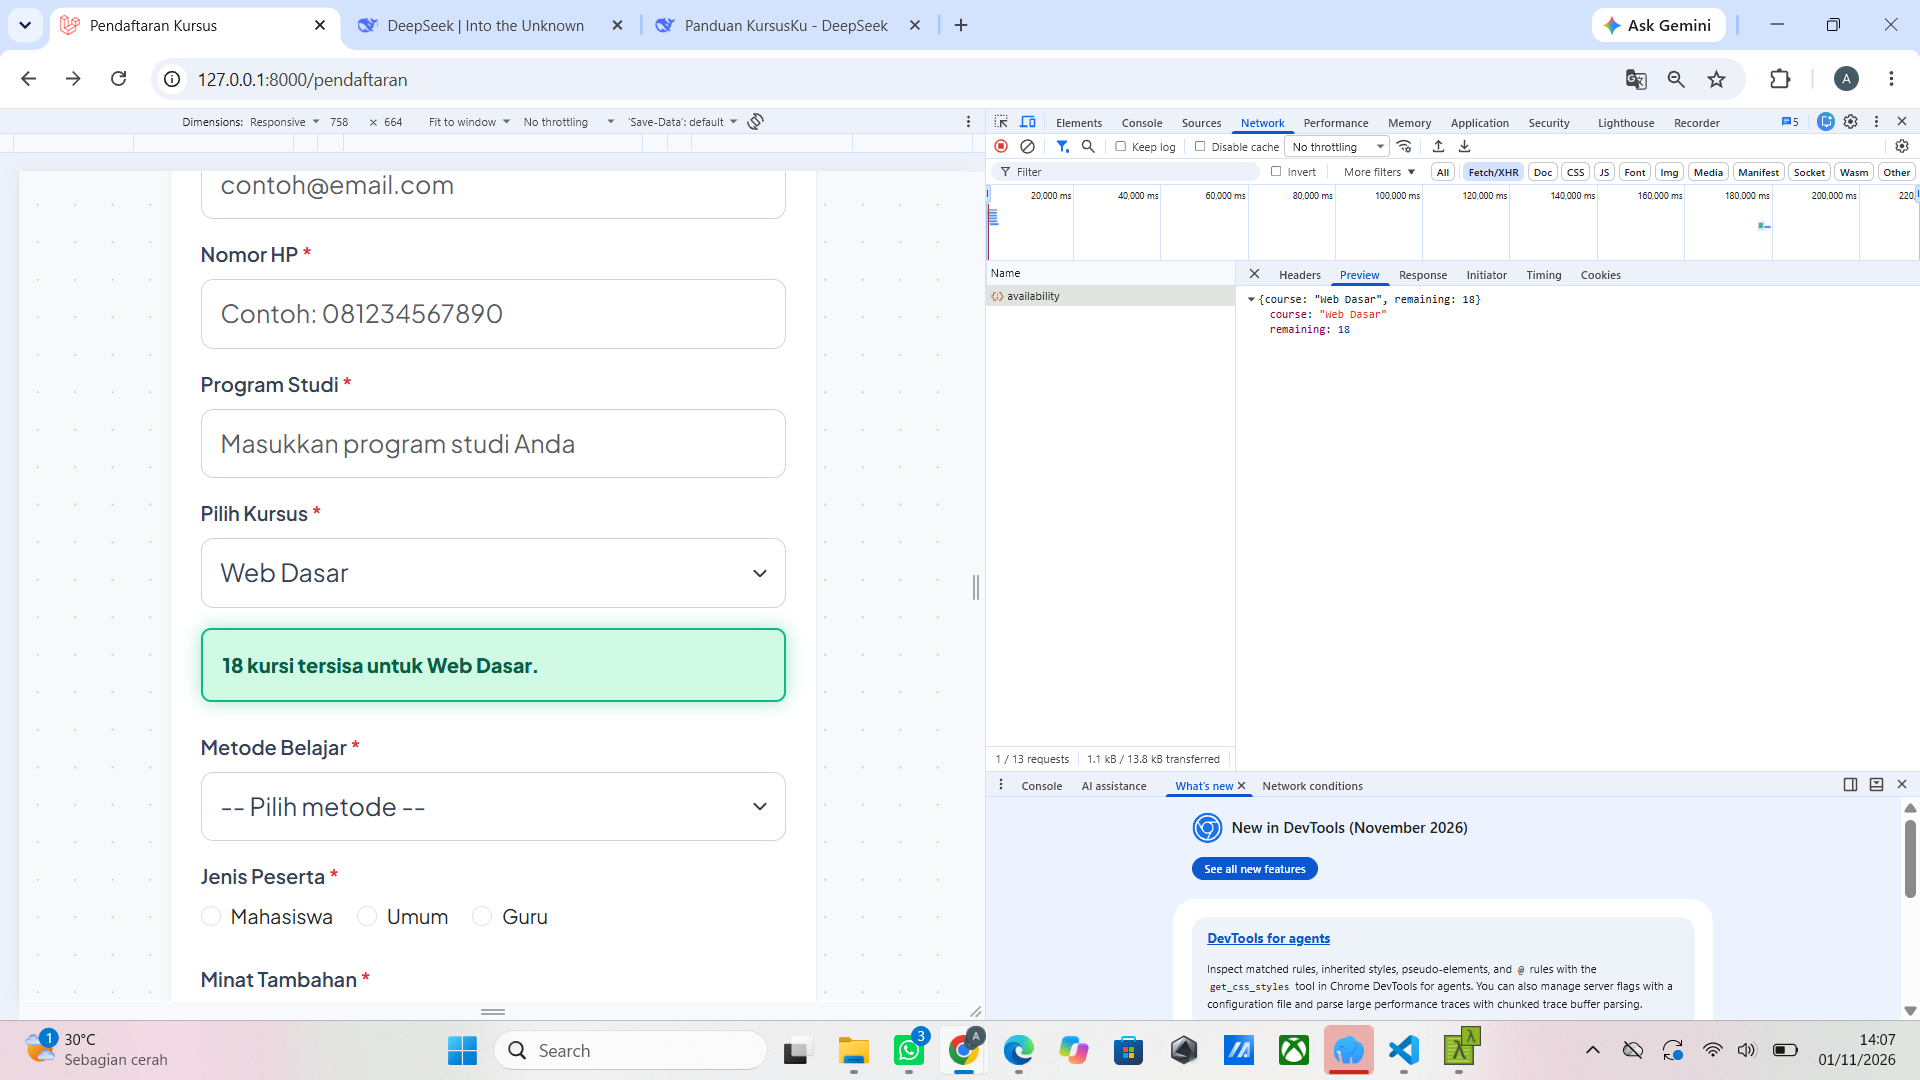 Pendaftaran Kursus
DeepSeek | Into the Unknown
Panduan KursusKu - DeepSeek
Ask Gemini
127.0.0.1:8000/pendaftaran
A
Dimensions: Responsive 758 × 664 Fit to window No throttling 'Save-Data': default
contoh@email.com
Nomor HP *
Contoh: 081234567890
Program Studi *
Masukkan program studi Anda
Pilih Kursus *
Web Dasar
18 kursi tersisa untuk Web Dasar.
Metode Belajar *
-- Pilih metode --
Jenis Peserta *
Mahasiswa Umum Guru
Minat Tambahan *
Elements Console Sources Network Performance Memory Application Security Lighthouse Recorder 5
Keep log Disable cache No throttling
Filter Invert More filters All Fetch/XHR Doc CSS JS Font Img Media Manifest Socket Wasm Other
20,000 ms 40,000 ms 60,000 ms 80,000 ms 100,000 ms 120,000 ms 140,000 ms 160,000 ms 180,000 ms 200,000 ms 220,
Name
availability
Headers Preview Response Initiator Timing Cookies
{course: "Web Dasar", remaining: 18}
course: "Web Dasar"
remaining: 18
1 / 13 requests 1.1 kB / 13.8 kB transferred
Console AI assistance What's new Network conditions
New in DevTools (November 2026)
See all new features
DevTools for agents
Inspect matched rules, inherited styles, pseudo-elements, and @ rules with the
get_css_styles tool in Chrome DevTools for agents. You can also manage server flags with a
configuration file and parse large performance traces with chunked trace buffer parsing.
1
30°C
Sebagian cerah
Search
3
A
14:07
01/11/2026